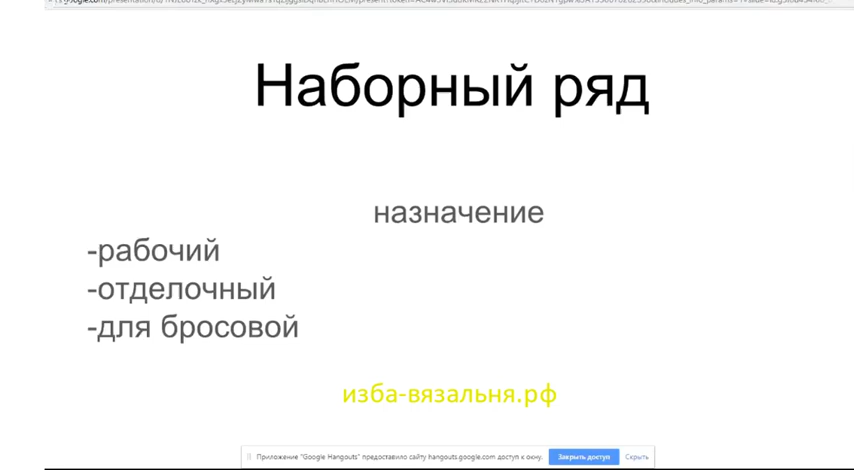 Наборный ряд
назначение
-рабочий
-отделочный
-для бросовой
изба-вязальня.рф
Приложение "Google Hangouts" предоставило сайту hangouts.google.com доступ к окну. Закрыть доступ Скрыть